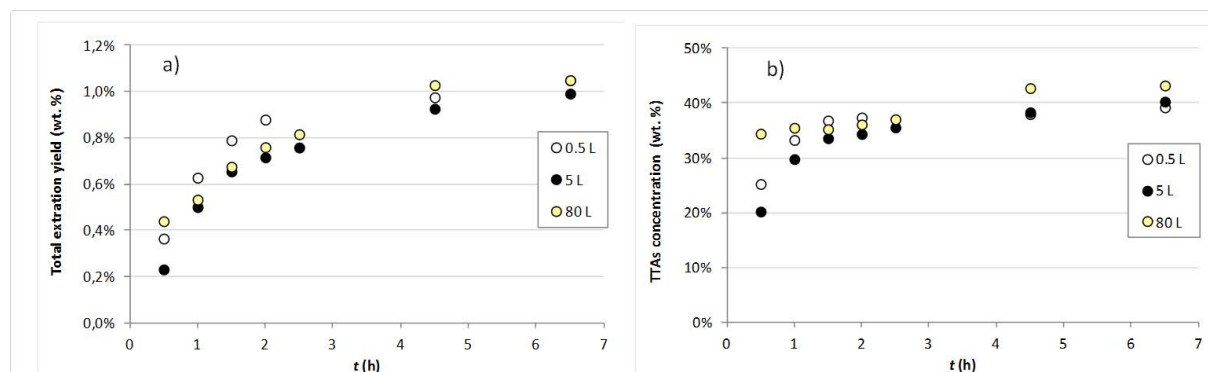 a)
Total extration yield (wt. %)
1,2%
1,0%
0,8%
0,6%
0,4%
0,2%
0,0%
0 1 2 3 4 5 6 7
t (h)
0.5 L
5 L
80 L
b)
TTAs concentration (wt. %)
50%
40%
30%
20%
10%
0%
0 1 2 3 4 5 6 7
t (h)
0.5 L
5 L
80 L